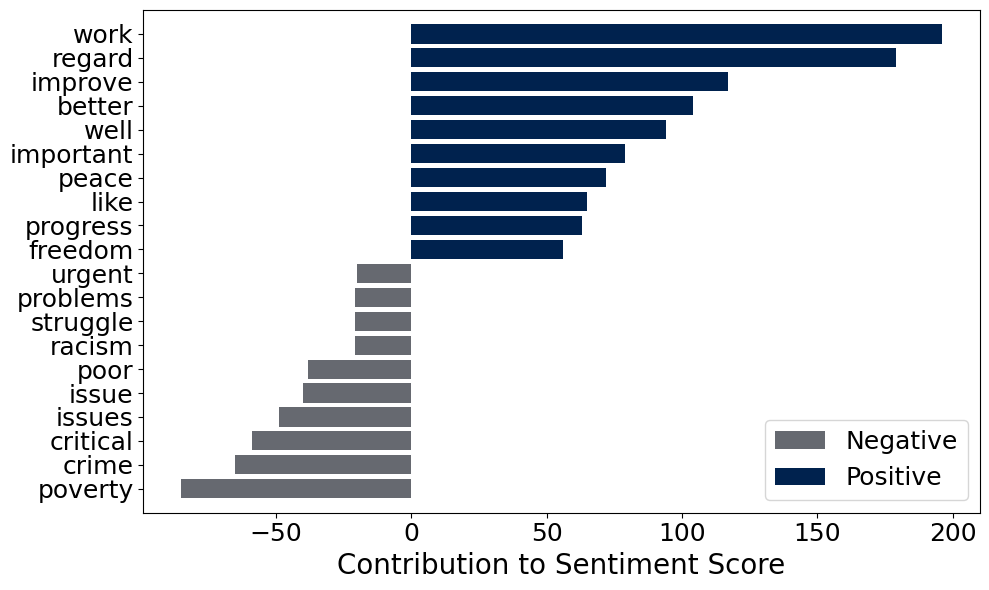 work
regard
improve
better
well
important
peace
like
progress
freedom
urgent
problems
struggle
racism
poor
issue
issues
critical
crime
poverty
Negative
Positive
−50 0 50 100 150 200
Contribution to Sentiment Score